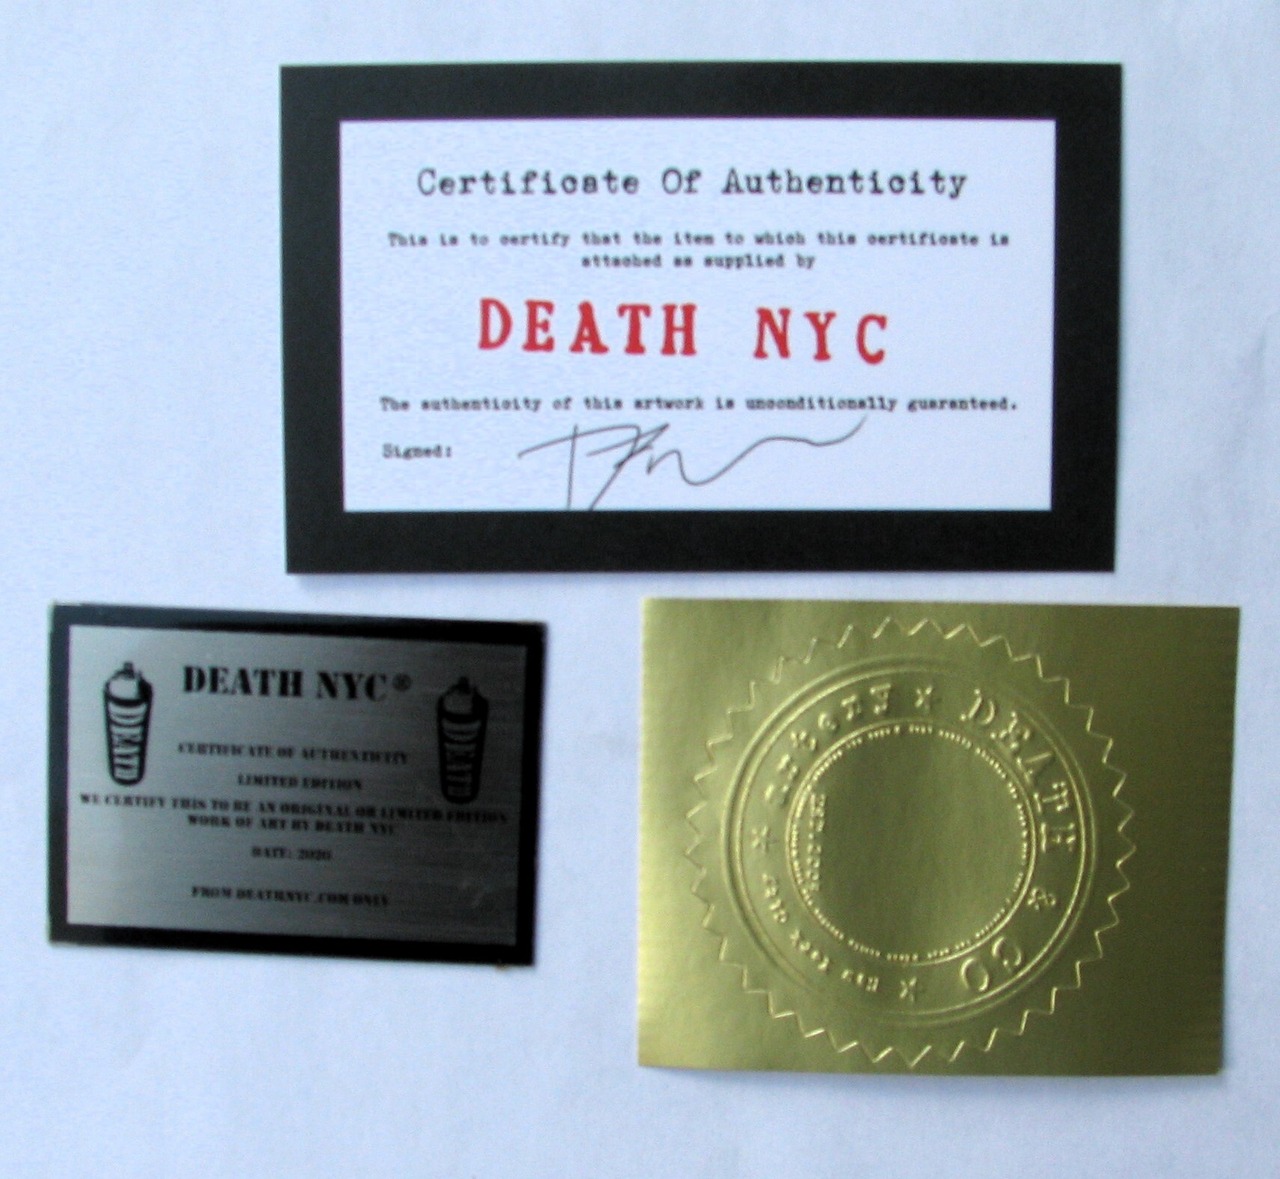 Certificate Of Authenticity
This is to certify that the item to which this certificate is
attached as supplied by
DEATH NYC
The authenticity of this artwork is unconditionally guaranteed.
Signed:
DEATH NYC®
DEATH
DEATH
CERTIFICATE OF AUTHENTICITY
LIMITED EDITION
WE CERTIFY THIS TO BE AN ORIGINAL OR LIMITED EDITION
WORK OF ART BY DEATH NYC
DATE: 2020
FROM DEATHNYC.COM ONLY
DEATH & CO
New York City